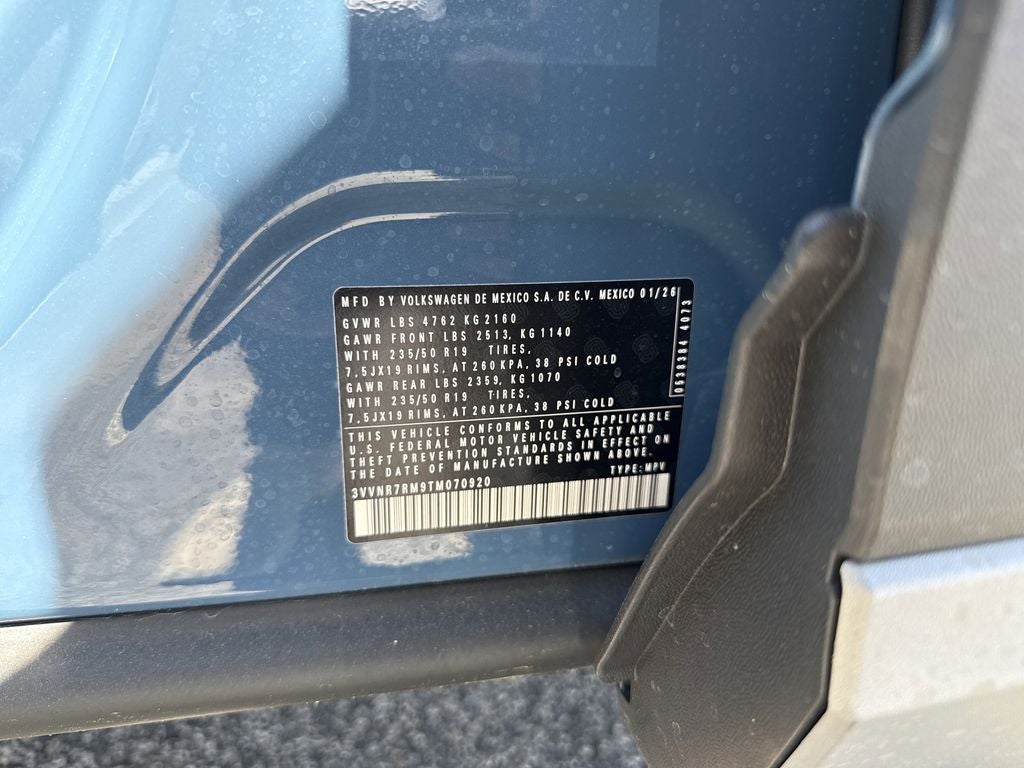 MFD BY VOLKSWAGEN DE MEXICO S.A. DE C.V. MEXICO 01/26
GVWR LBS 4762 KG 2160
GAWR FRONT LBS 2513, KG 1140
WITH 235/50 R19 TIRES,
7.5JX19 RIMS, AT 260 KPA, 38 PSI COLD
GAWR REAR LBS 2359, KG 1070
WITH 235/50 R19 TIRES,
7.5JX19 RIMS, AT 260 KPA, 38 PSI COLD
0538384 4073
THIS VEHICLE CONFORMS TO ALL APPLICABLE
U.S. FEDERAL MOTOR VEHICLE SAFETY AND
THEFT PREVENTION STANDARDS IN EFFECT ON
THE DATE OF MANUFACTURE SHOWN ABOVE.
TYPE: MPV
3VVNR7RM9TM070920